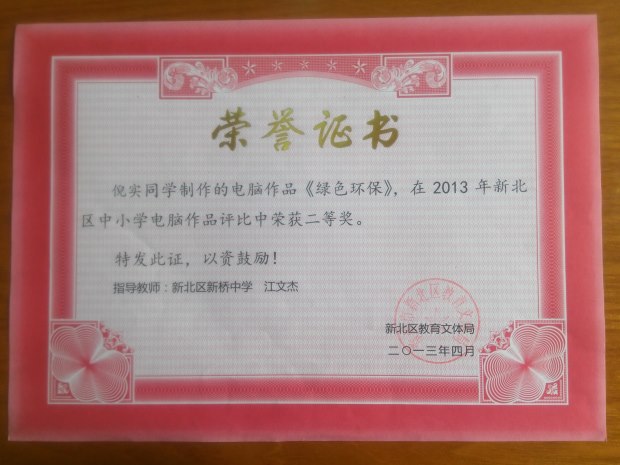 荣誉证书
倪实同学制作的电脑作品《绿色环保》，在 2013 年新北
区中小学电脑作品评比中荣获二等奖。
特发此证，以资鼓励！
指导教师：新北区新桥中学 江文杰
新北区教育文体局
二〇一三年四月